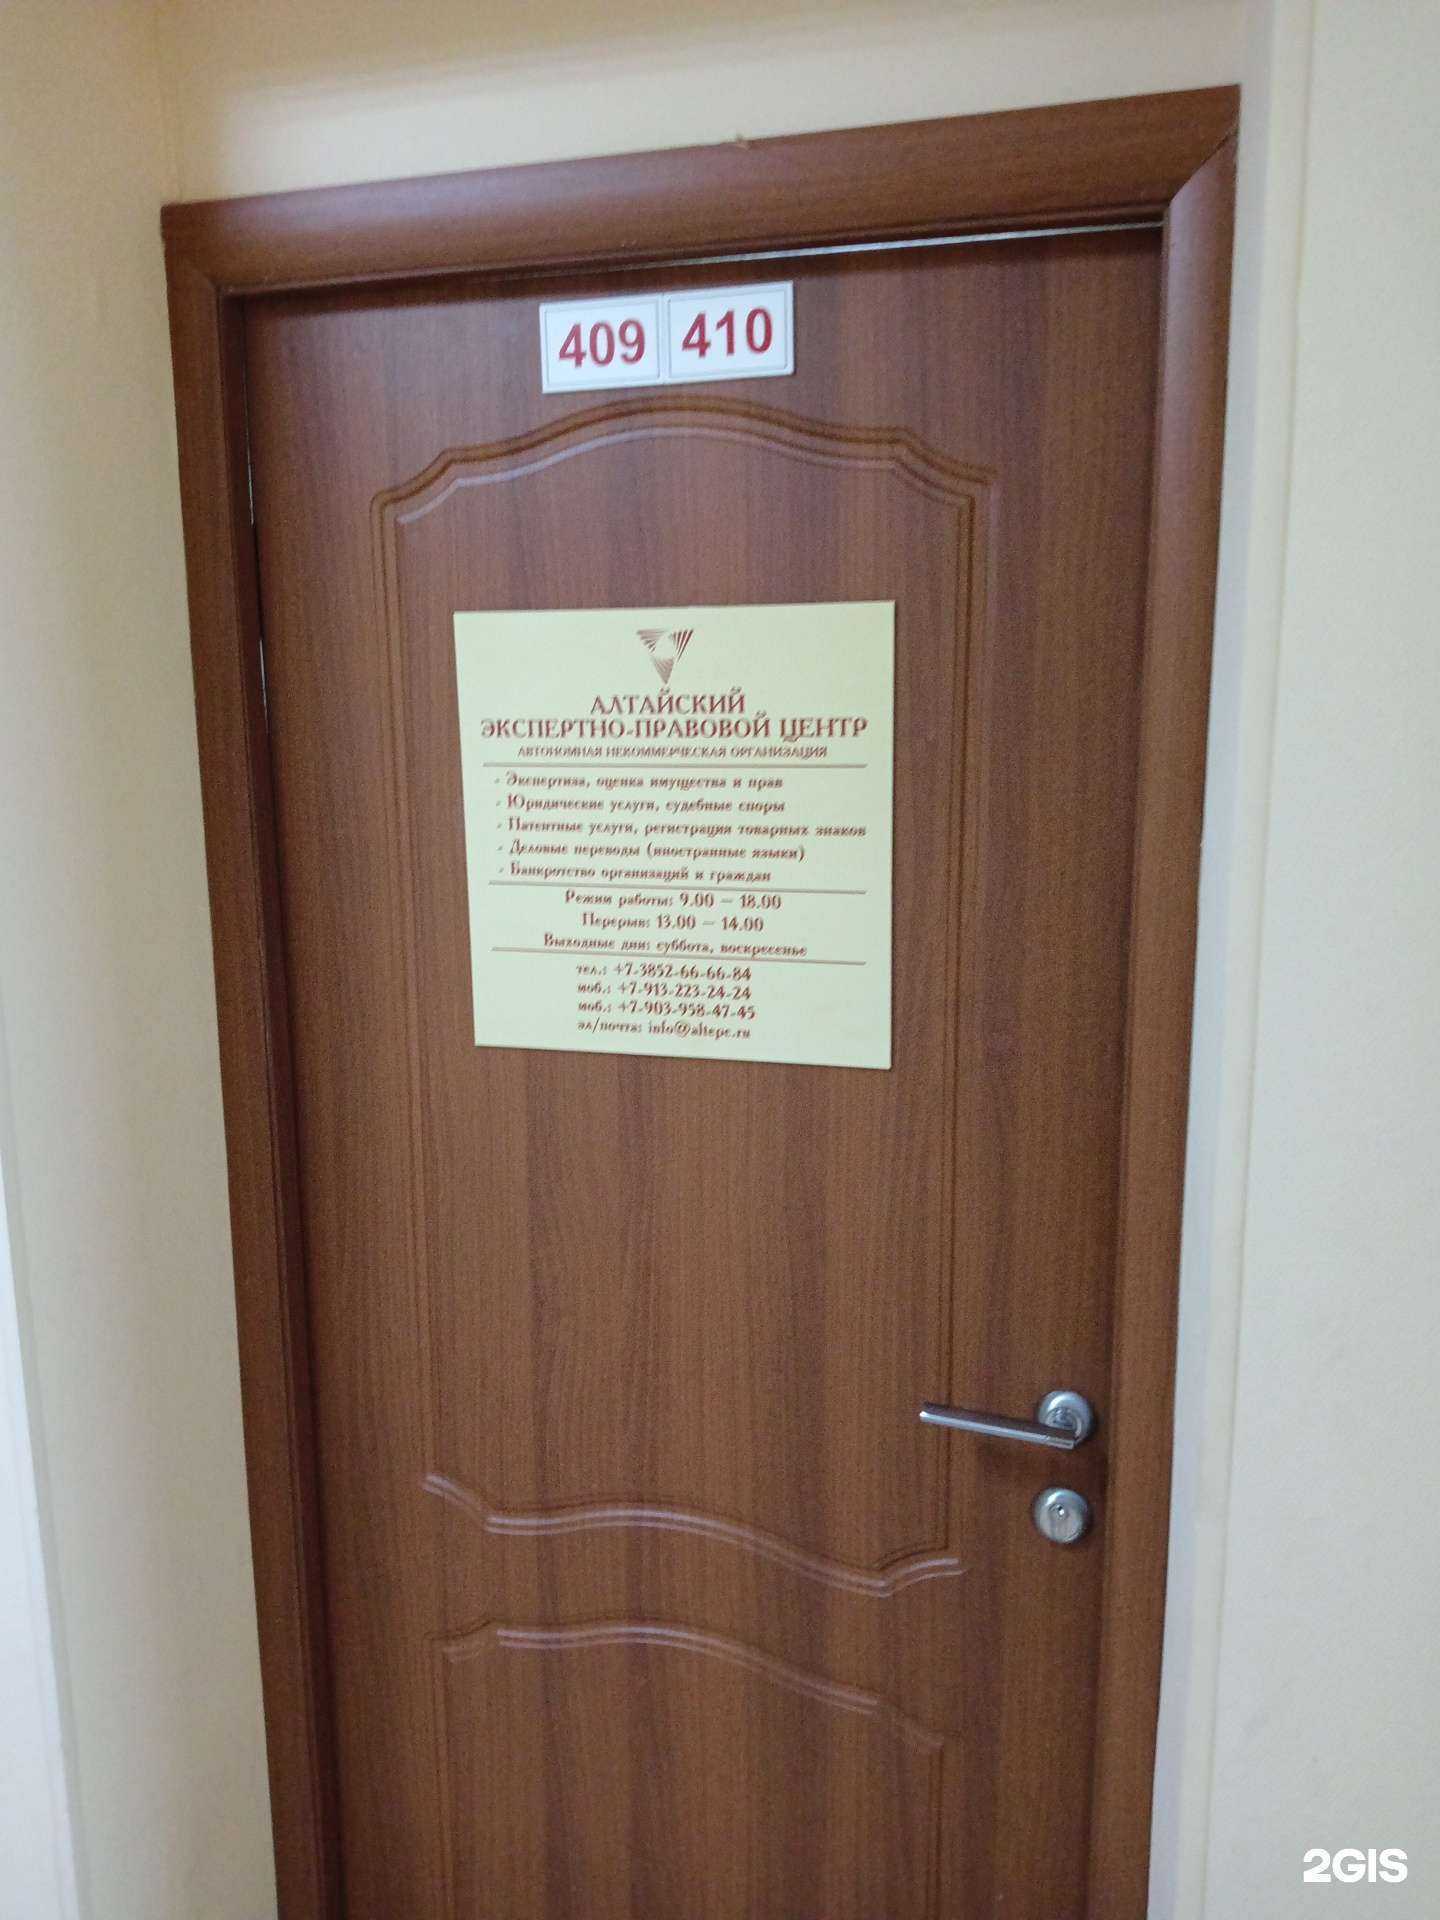 409 410
АЛТАЙСКИЙ
ЭКСПЕРТНО-ПРАВОВОЙ ЦЕНТР
АВТОНОМНАЯ НЕКОММЕРЧЕСКАЯ ОРГАНИЗАЦИЯ
- Экспертиза, оценка имущества и прав
- Юридические услуги, судебные споры
- Патентные услуги, регистрация товарных знаков
- Деловые переводы (иностранные языки)
- Банкротство организаций и граждан
Режим работы: 9.00 – 18.00
Перерыв: 13.00 – 14.00
Выходные дни: суббота, воскресенье
тел.: +7-3852-66-66-84
моб.: +7-913-223-24-24
моб.: +7-903-958-47-45
эл/почта: info@altepc.ru
2GIS